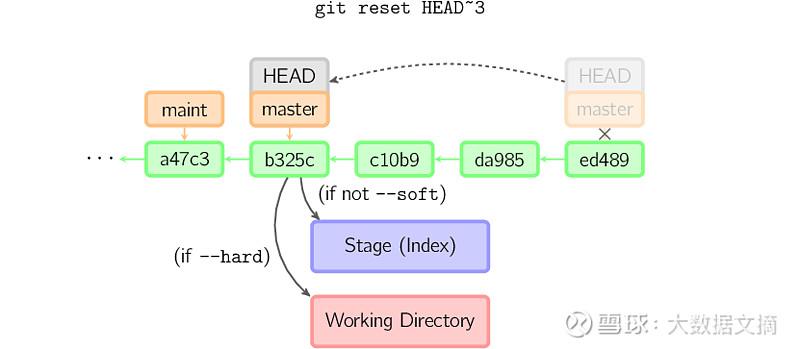 git reset HEAD~3
HEAD
HEAD
maint
master
master
...
a47c3
b325c
c10b9
da985
ed489
(if not --soft)
Stage (Index)
(if --hard)
Working Directory
雪球：大数据文摘